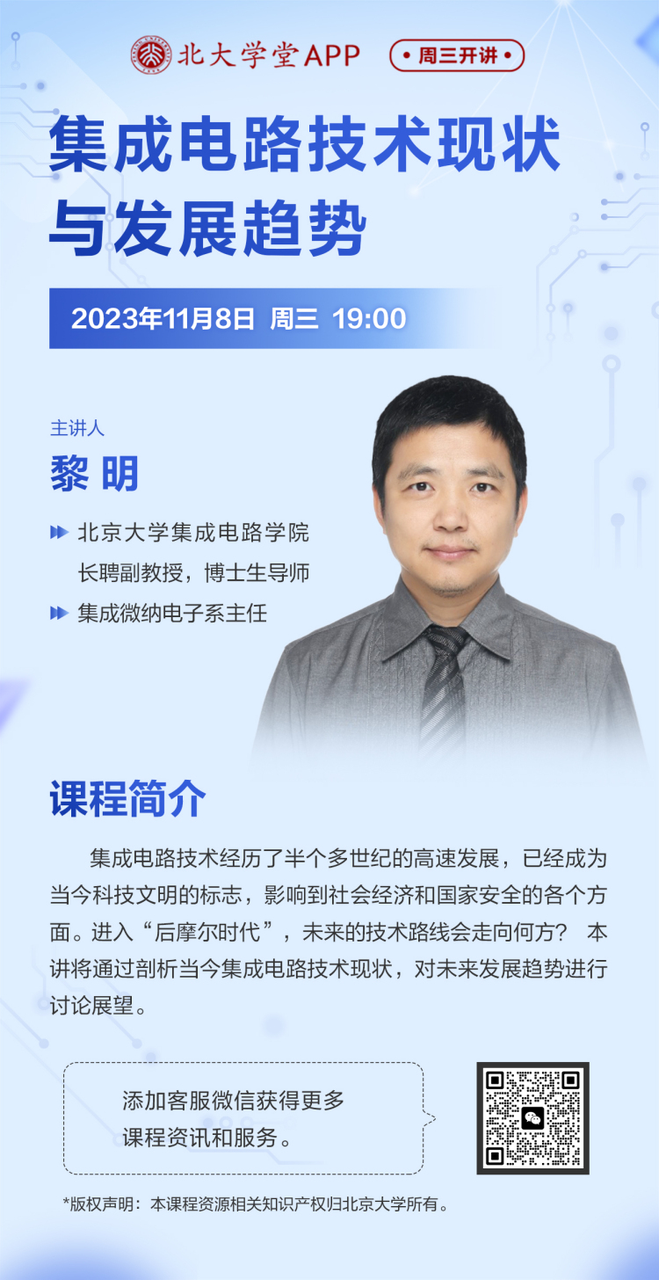 北大学堂APP
• 周三开讲 •
集成电路技术现状
与发展趋势
2023年11月8日 周三 19:00
主讲人
黎 明
北京大学集成电路学院
长聘副教授，博士生导师
集成微纳电子系主任
课程简介
集成电路技术经历了半个多世纪的高速发展，已经成为
当今科技文明的标志，影响到社会经济和国家安全的各个方
面。进入“后摩尔时代”，未来的技术路线会走向何方？ 本
讲将通过剖析当今集成电路技术现状，对未来发展趋势进行
讨论展望。
添加客服微信获得更多
课程资讯和服务。
*版权声明：本课程资源相关知识产权归北京大学所有。